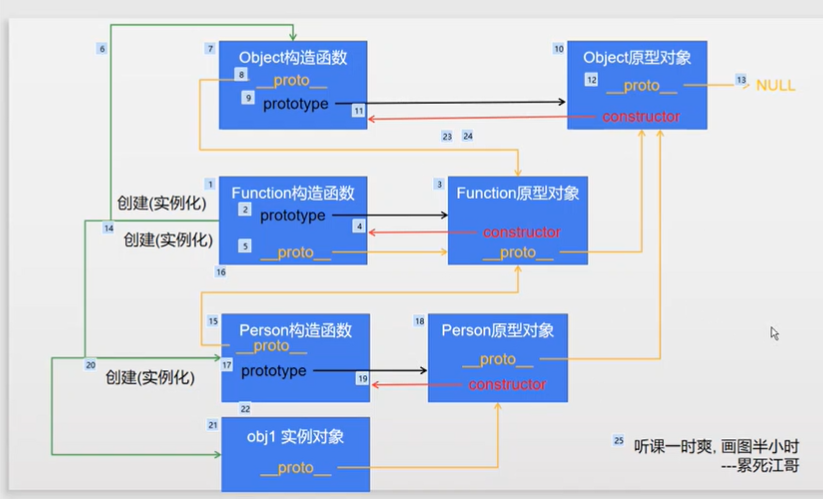 6
7
Object构造函数
8
__proto__
9
prototype
11
10
Object原型对象
12
__proto__
13
NULL
constructor
23
24
1
Function构造函数
2
prototype
4
5
__proto__
3
Function原型对象
constructor
__proto__
创建(实例化)
14
创建(实例化)
16
15
Person构造函数
__proto__
17
prototype
19
18
Person原型对象
__proto__
constructor
20
创建(实例化)
22
21
obj1 实例对象
__proto__
25
听课一时爽, 画图半小时
---累死江哥